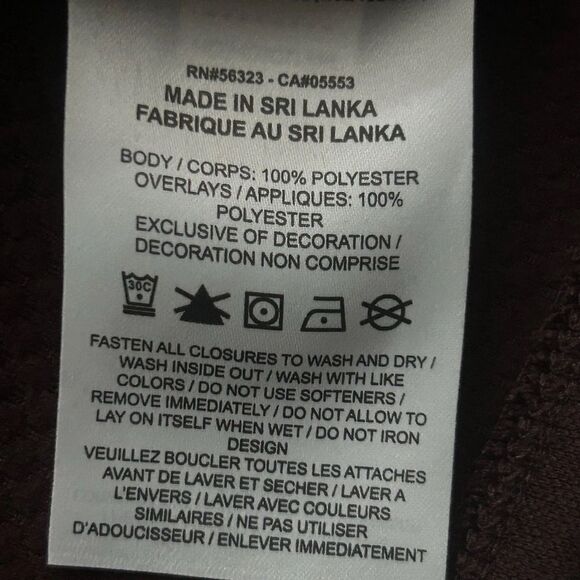 RN#56323 - CA#05553
MADE IN SRI LANKA
FABRIQUE AU SRI LANKA
BODY / CORPS: 100% POLYESTER
OVERLAYS / APPLIQUES: 100%
POLYESTER
EXCLUSIVE OF DECORATION /
DECORATION NON COMPRISE
30C
FASTEN ALL CLOSURES TO WASH AND DRY /
WASH INSIDE OUT / WASH WITH LIKE
COLORS / DO NOT USE SOFTENERS /
REMOVE IMMEDIATELY / DO NOT ALLOW TO
LAY ON ITSELF WHEN WET / DO NOT IRON
DESIGN
VEUILLEZ BOUCLER TOUTES LES ATTACHES
AVANT DE LAVER ET SECHER / LAVER A
L'ENVERS / LAVER AVEC COULEURS
SIMILAIRES / NE PAS UTILISER
D'ADOUCISSEUR / ENLEVER IMMEDIATEMENT